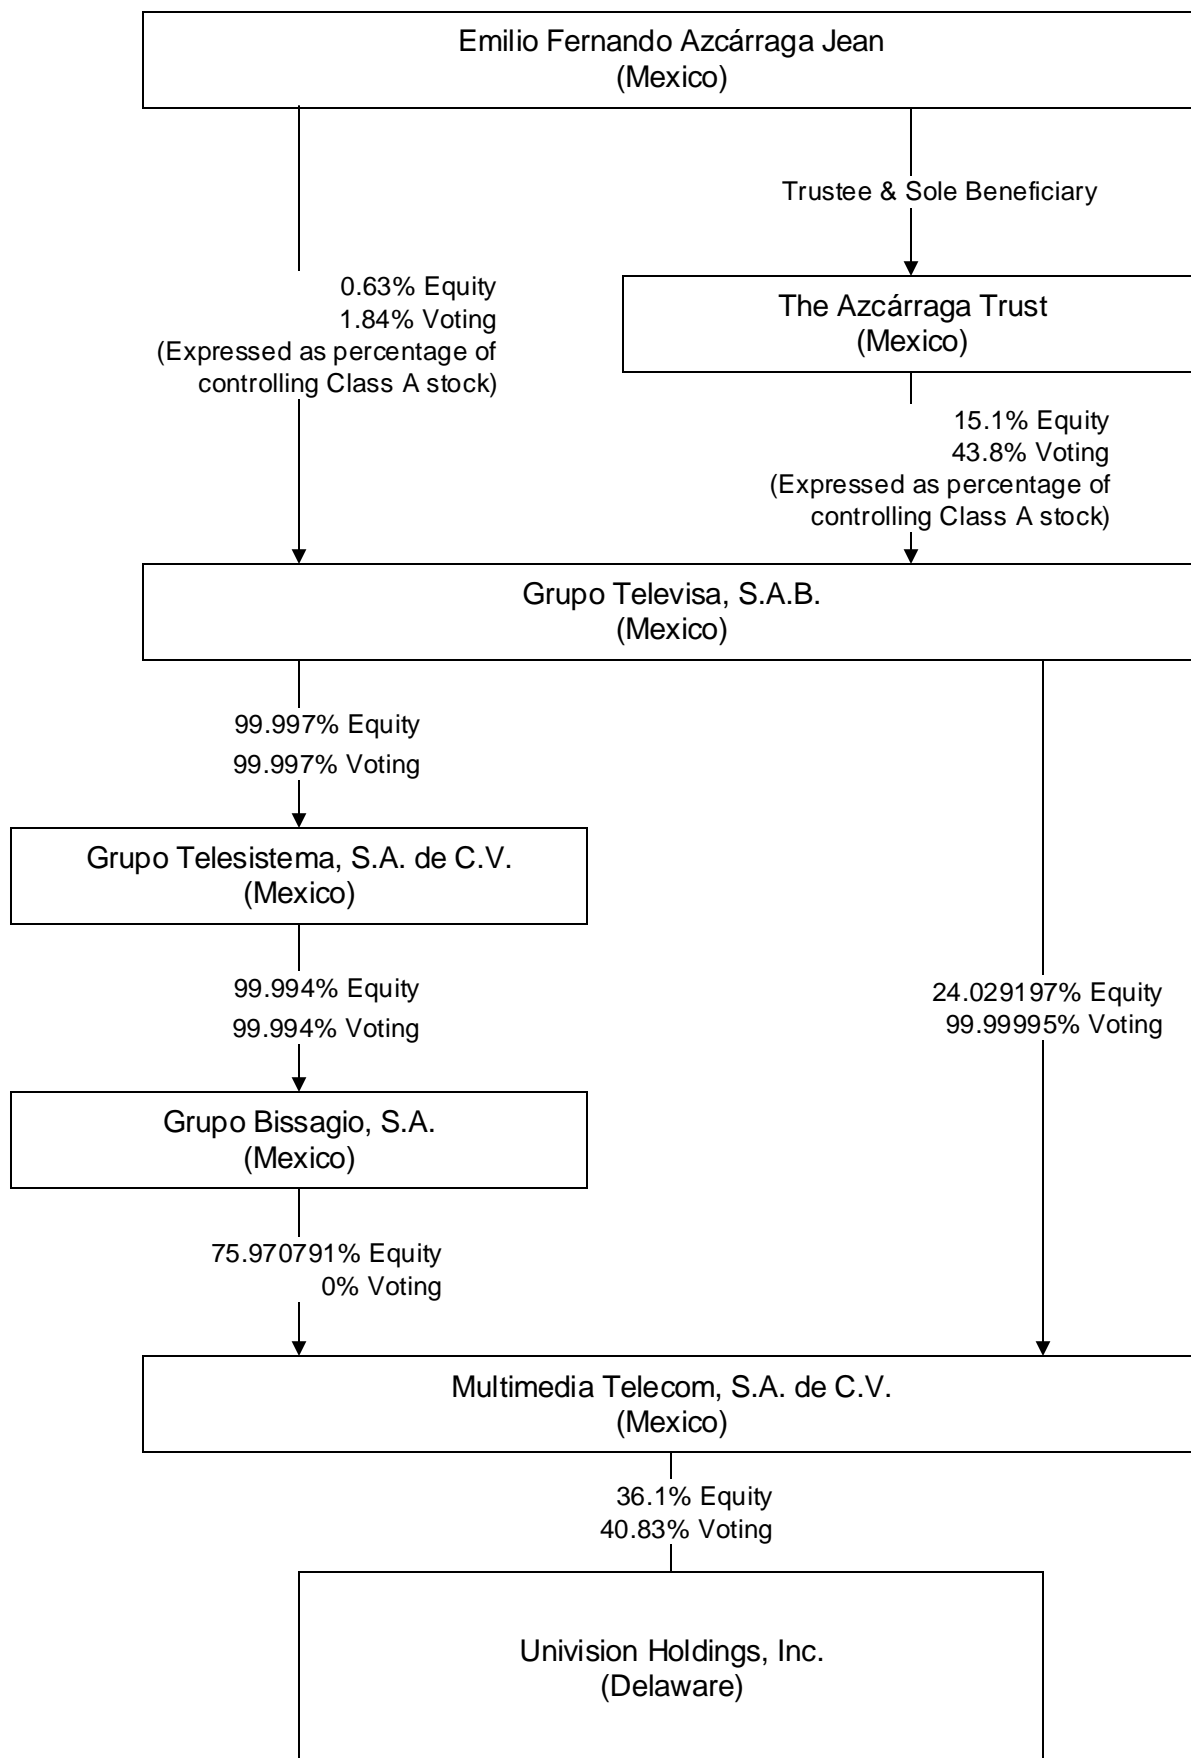 Emilio Fernando Azcárraga Jean
(Mexico)
Trustee & Sole Beneficiary
0.63% Equity
1.84% Voting
(Expressed as percentage of
controlling Class A stock)
The Azcárraga Trust
(Mexico)
15.1% Equity
43.8% Voting
(Expressed as percentage of
controlling Class A stock)
Grupo Televisa, S.A.B.
(Mexico)
99.997% Equity
99.997% Voting
Grupo Telesistema, S.A. de C.V.
(Mexico)
99.994% Equity
99.994% Voting
24.029197% Equity
99.99995% Voting
Grupo Bissagio, S.A.
(Mexico)
75.970791% Equity
0% Voting
Multimedia Telecom, S.A. de C.V.
(Mexico)
36.1% Equity
40.83% Voting
Univision Holdings, Inc.
(Delaware)